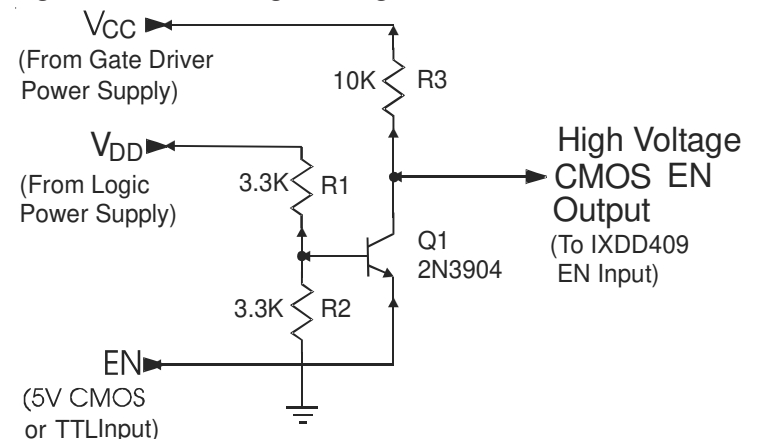 VCC
(From Gate Driver
Power Supply)
10K R3
VDD
(From Logic
Power Supply)
3.3K R1
High Voltage
CMOS EN
Output
(To IXDD409
EN Input)
Q1
2N3904
3.3K R2
EN
(5V CMOS
or TTLInput)